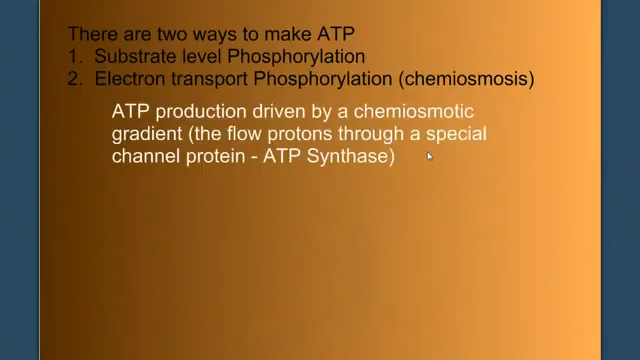 There are two ways to make ATP
1. Substrate level Phosphorylation
2. Electron transport Phosphorylation (chemiosmosis)
ATP production driven by a chemiosmotic
gradient (the flow protons through a special
channel protein - ATP Synthase)